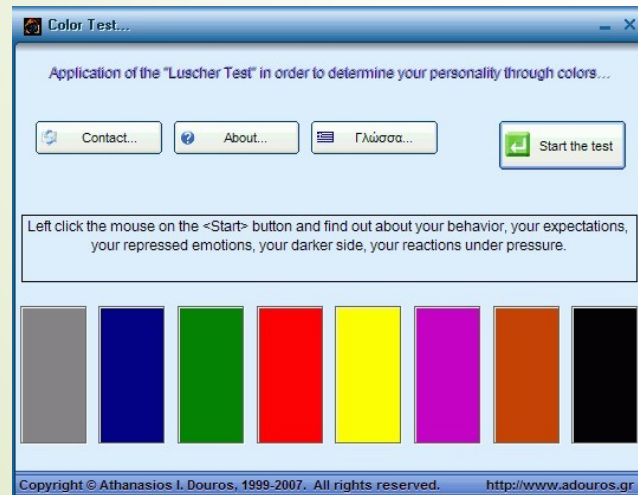 Color Test...
Application of the "Luscher Test" in order to determine your personality through colors...
Contact...
About...
Γλώσσα...
Start the test
Left click the mouse on the <Start> button and find out about your behavior, your expectations,
your repressed emotions, your darker side, your reactions under pressure.
Copyright © Athanasios I. Douros, 1999-2007. All rights reserved.
http://www.adouros.gr